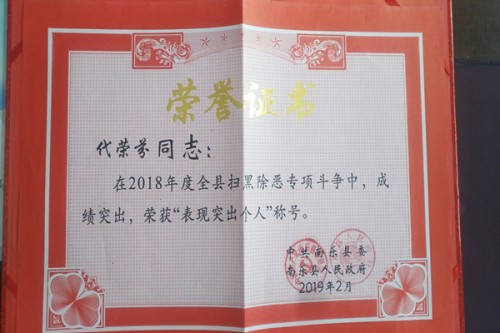 荣誉证书
代荣芬同志：
在2018年度全县扫黑除恶专项斗争中，成
绩突出，荣获“表现突出个人”称号。
中共南乐县委
南乐县人民政府
2019年2月